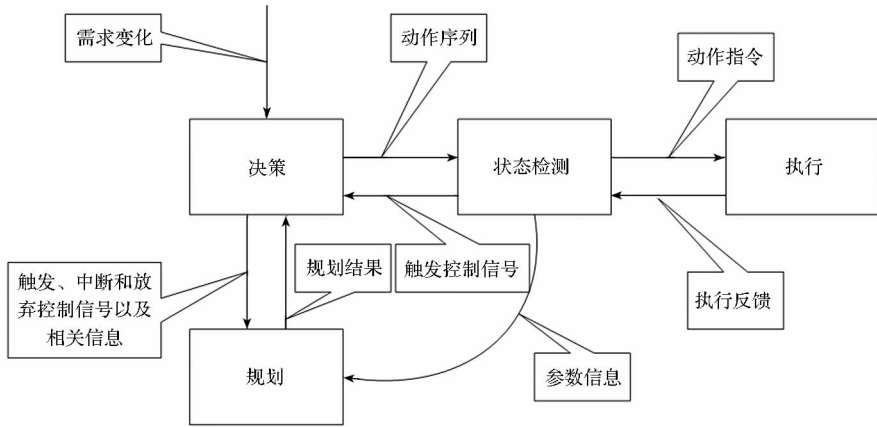 需求变化
动作序列
动作指令
决策
状态检测
执行
触发、中断和放
弃控制信号以及
相关信息
规划结果
触发控制信号
执行反馈
规划
参数信息